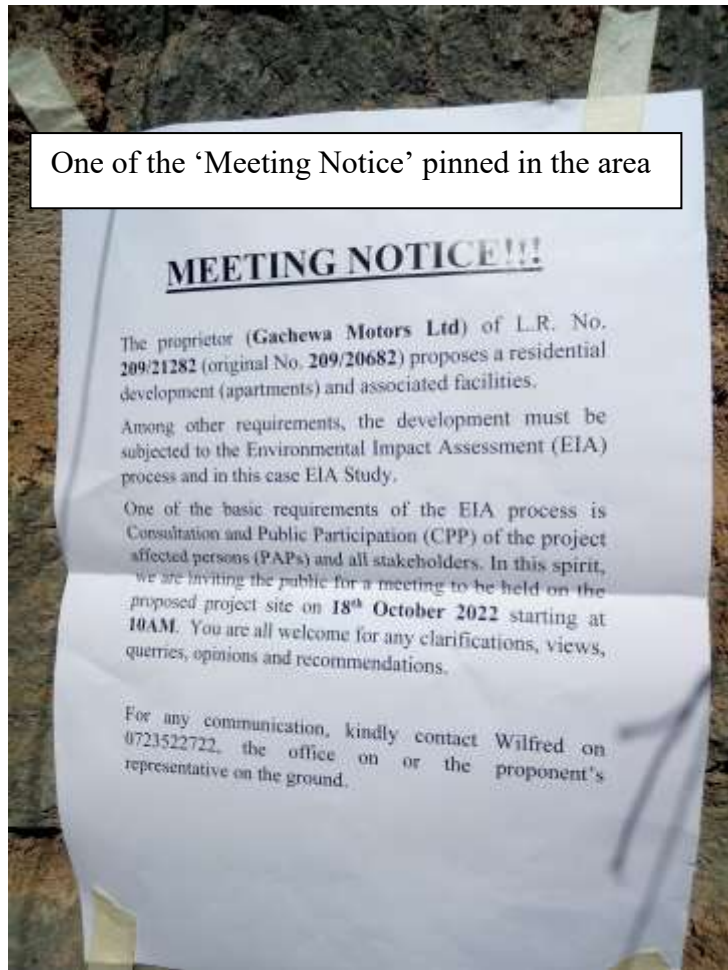 One of the ‘Meeting Notice’ pinned in the area
MEETING NOTICE!!!
The proprietor (Gachewa Motors Ltd) of L.R. No.
209/21282 (original No. 209/20682) proposes a residential
development (apartments) and associated facilities.
Among other requirements, the development must be
subjected to the Environmental Impact Assessment (EIA)
process and in this case EIA Study.
One of the basic requirements of the EIA process is
Consultation and Public Participation (CPP) of the project
affected persons (PAPs) and all stakeholders. In this spirit,
we are inviting the public for a meeting to be held on the
proposed project site on 18th October 2022 starting at
10AM. You are all welcome for any clarifications, views,
querries, opinions and recommendations.
For any communication, kindly contact Wilfred on
0723522722, the office on or the proponent's
representative on the ground.